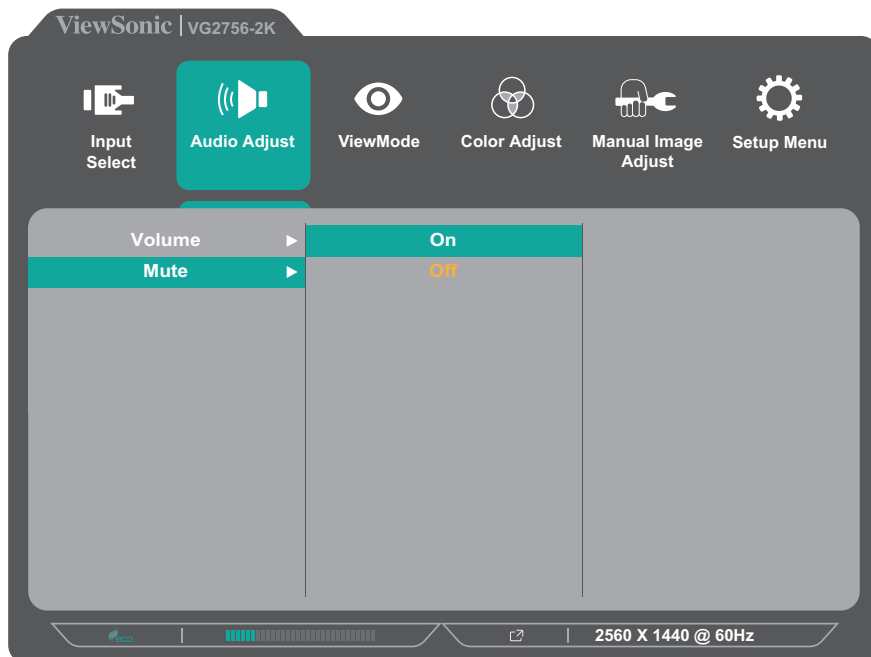 ViewSonic | VG2756-2K
Input
Select
Audio Adjust
ViewMode
Color Adjust
Manual Image
Adjust
Setup Menu
Volume
On
Mute
Off
eco
2560 X 1440 @ 60Hz